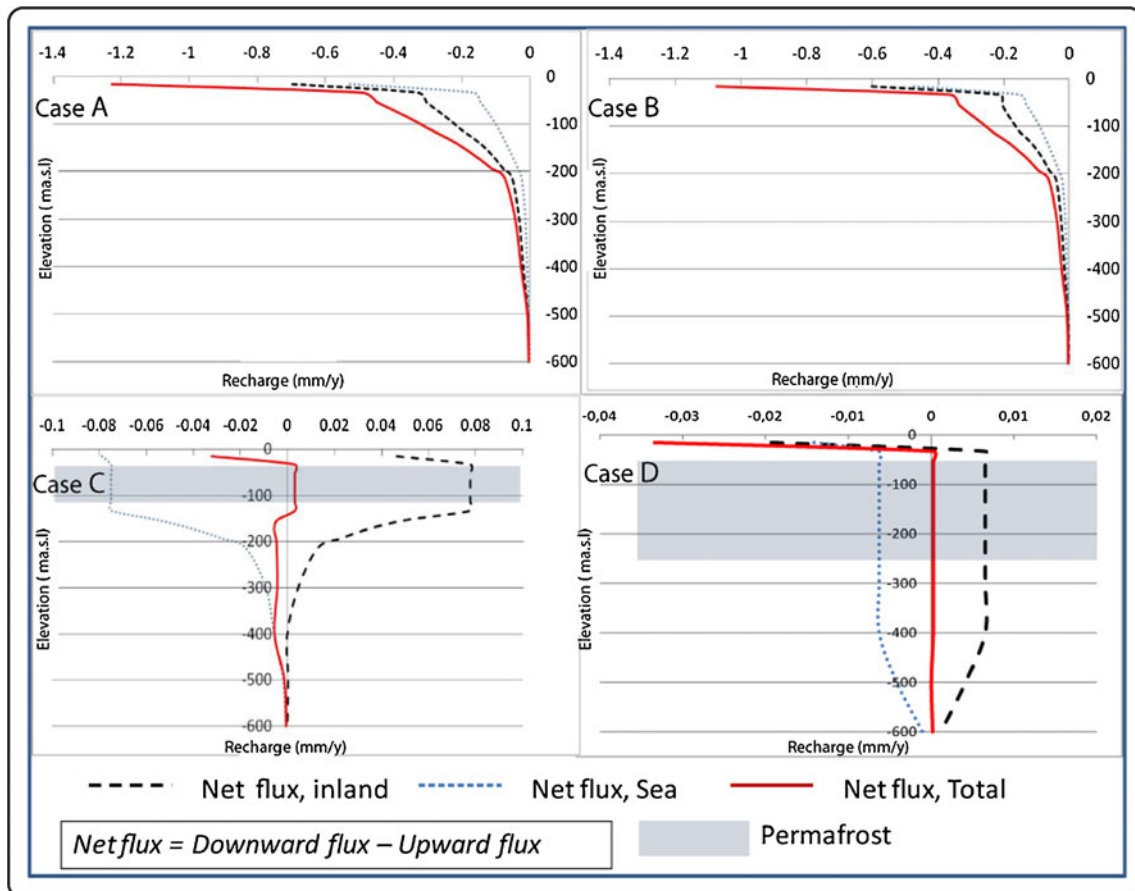 -1.4 -1.2 -1 -0.8 -0.6 -0.4 -0.2 0
0
-100
-200
-300
-400
-500
-600
Case A
Elevation ( ma.s.l)
Recharge (mm/y)
-1.4 -1.2 -1 -0.8 -0.6 -0.4 -0.2 0
0
-100
-200
-300
-400
-500
-600
Case B
Elevation ( ma.s.l)
Recharge (mm/y)
-0.1 -0.08 -0.06 -0.04 -0.02 0 0.02 0.04 0.06 0.08 0.1
0
-100
-200
-300
-400
-500
-600
Case C
Elevation ( ma.s.l)
Recharge (mm/y)
-0,04 -0,03 -0,02 -0,01 0 0,01 0,02
0
-100
-200
-300
-400
-500
-600
Case D
Elevation ( ma.s.l)
Recharge (mm/y)
Net flux, inland Net flux, Sea Net flux, Total
Net flux = Downward flux – Upward flux
Permafrost